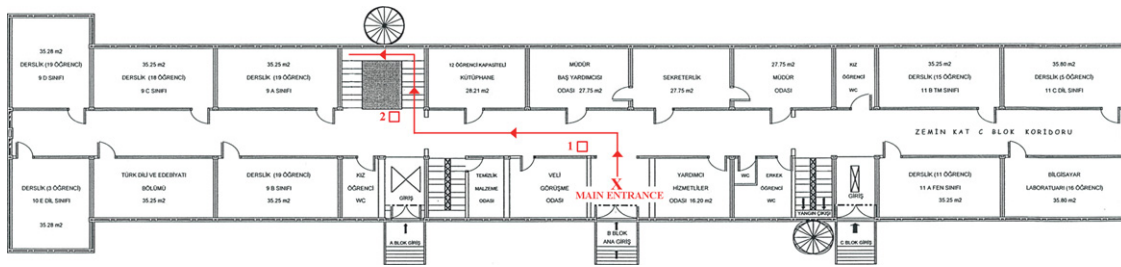 35.28 m2
DERSLİK (19 ÖĞRENCİ)
9 D SINIFI
35.25 m2
DERSLİK (18 ÖĞRENCİ)
9 C SINIFI
35.25 m2
DERSLİK (19 ÖĞRENCİ)
9 A SINIFI
12 ÖĞRENCİ KAPASİTELİ
KÜTÜPHANE
28.21 m2
MÜDÜR
BAŞ YARDIMCISI
ODASI 27.75 m2
SEKRETERLİK
27.75 m2
27.75 m2
MÜDÜR
ODASI
KIZ
ÖĞRENCİ
WC
35.25 m2
DERSLİK (15 ÖĞRENCİ)
11 B TM SINIFI
35.80 m2
DERSLİK (5 ÖĞRENCİ)
11 C DİL SINIFI
2
1
ZEMİN KAT C BLOK KORİDORU
DERSLİK (3 ÖĞRENCİ)
10 E DİL SINIFI
35.28 m2
TÜRK DİLİ VE EDEBİYATI
BÖLÜMÜ
35.25 m2
DERSLİK (19 ÖĞRENCİ)
9 B SINIFI
35.25 m2
KIZ
ÖĞRENCİ
WC
GİRİŞ
TEMİZLİK
MALZEME
ODASI
VELİ
GÖRÜŞME
ODASI
X
MAIN ENTRANCE
YARDIMCI
HİZMETLİLER
ODASI 16.20 m2
WC
ERKEK
ÖĞRENCİ
WC
YANGIN ÇIKIŞI
GİRİŞ
DERSLİK (11 ÖĞRENCİ)
11 A FEN SINIFI
35.25 m2
BİLGİSAYAR
LABORATUARI (16 ÖĞRENCİ)
35.80 m2
A BLOK GİRİŞ
B BLOK
ANA GİRİŞ
C BLOK GİRİŞ